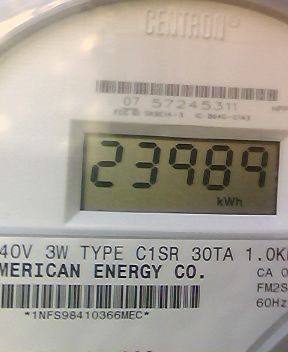 CENTRON
07 57245311
23989
kWh
40V 3W TYPE C1SR 30TA 1.0K
MERICAN ENERGY CO.
CA 0
FM2S
60Hz
*1NFS98410366MEC*